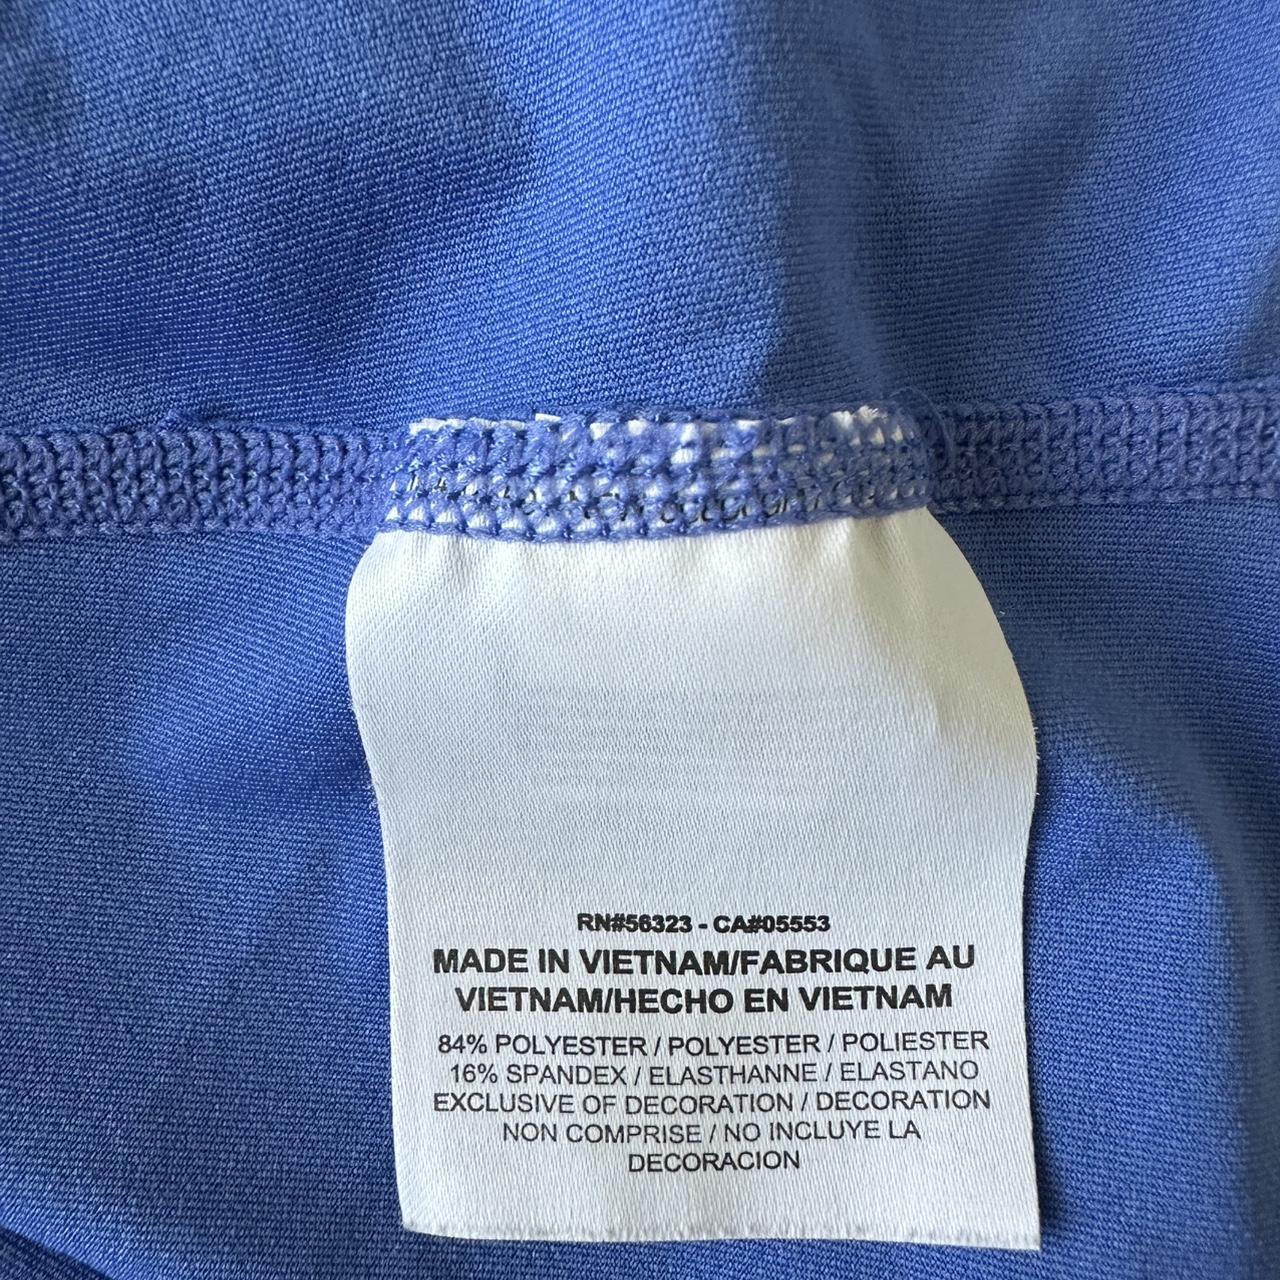 RN#56323 - CA#05553
MADE IN VIETNAM/FABRIQUE AU
VIETNAM/HECHO EN VIETNAM
84% POLYESTER / POLYESTER / POLIESTER
16% SPANDEX / ELASTHANNE / ELASTANO
EXCLUSIVE OF DECORATION / DECORATION
NON COMPRISE / NO INCLUYE LA
DECORACION